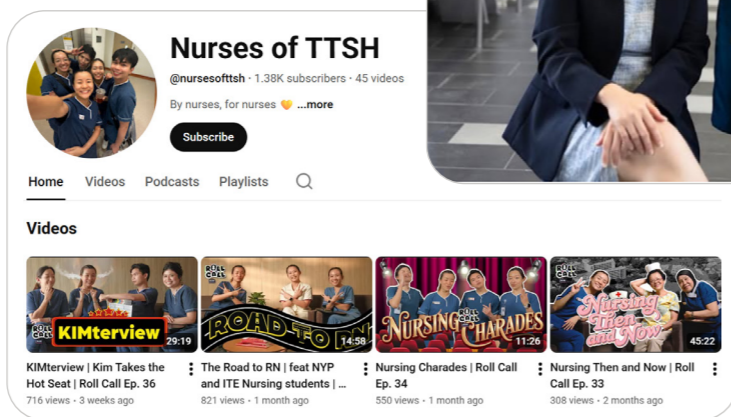 Nurses of TTSH
@nursesofttsh · 1.38K subscribers · 45 videos
By nurses, for nurses 🧡 ...more
Subscribe
Home Videos Podcasts Playlists
Videos
ROLL CALL
KIMterview
29:19
ROLL CALL
ROAD TO RN
14:58
NURSING CHARADES
ROLL CALL
11:26
ROLL CALL
Nursing Then and Now
45:22
KIMterview | Kim Takes the
Hot Seat | Roll Call Ep. 36
716 views · 3 weeks ago
The Road to RN | feat NYP
and ITE Nursing students | ...
821 views · 1 month ago
Nursing Charades | Roll Call
Ep. 34
550 views · 1 month ago
Nursing Then and Now | Roll
Call Ep. 33
308 views · 2 months ago